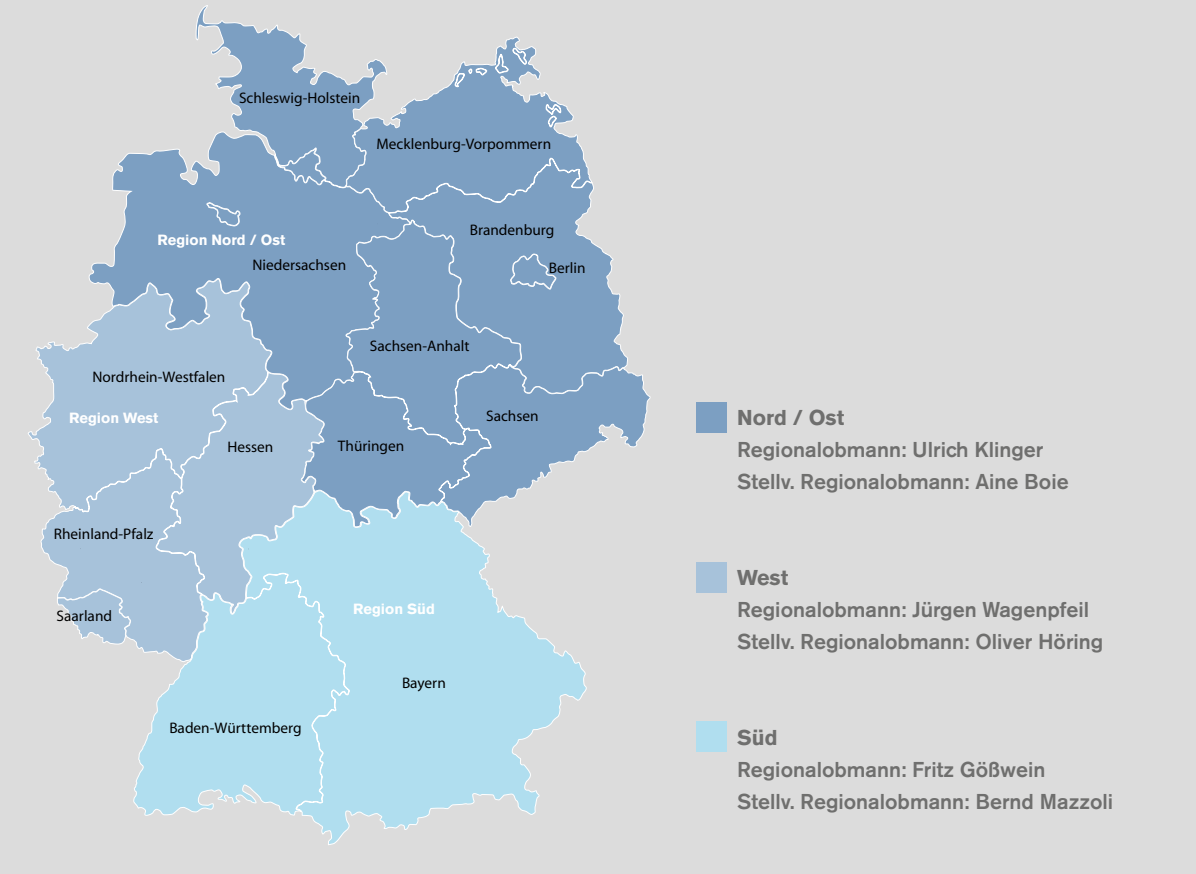 Schleswig-Holstein
Mecklenburg-Vorpommern
Brandenburg
Region Nord / Ost
Niedersachsen
Berlin
Sachsen-Anhalt
Nordrhein-Westfalen
Region West
Sachsen
Hessen
Thüringen
Rheinland-Pfalz
Saarland
Region Süd
Bayern
Baden-Württemberg
Nord / Ost
Regionalobmann: Ulrich Klinger
Stellv. Regionalobmann: Aine Boie
West
Regionalobmann: Jürgen Wagenpfeil
Stellv. Regionalobmann: Oliver Höring
Süd
Regionalobmann: Fritz Gößwein
Stellv. Regionalobmann: Bernd Mazzoli